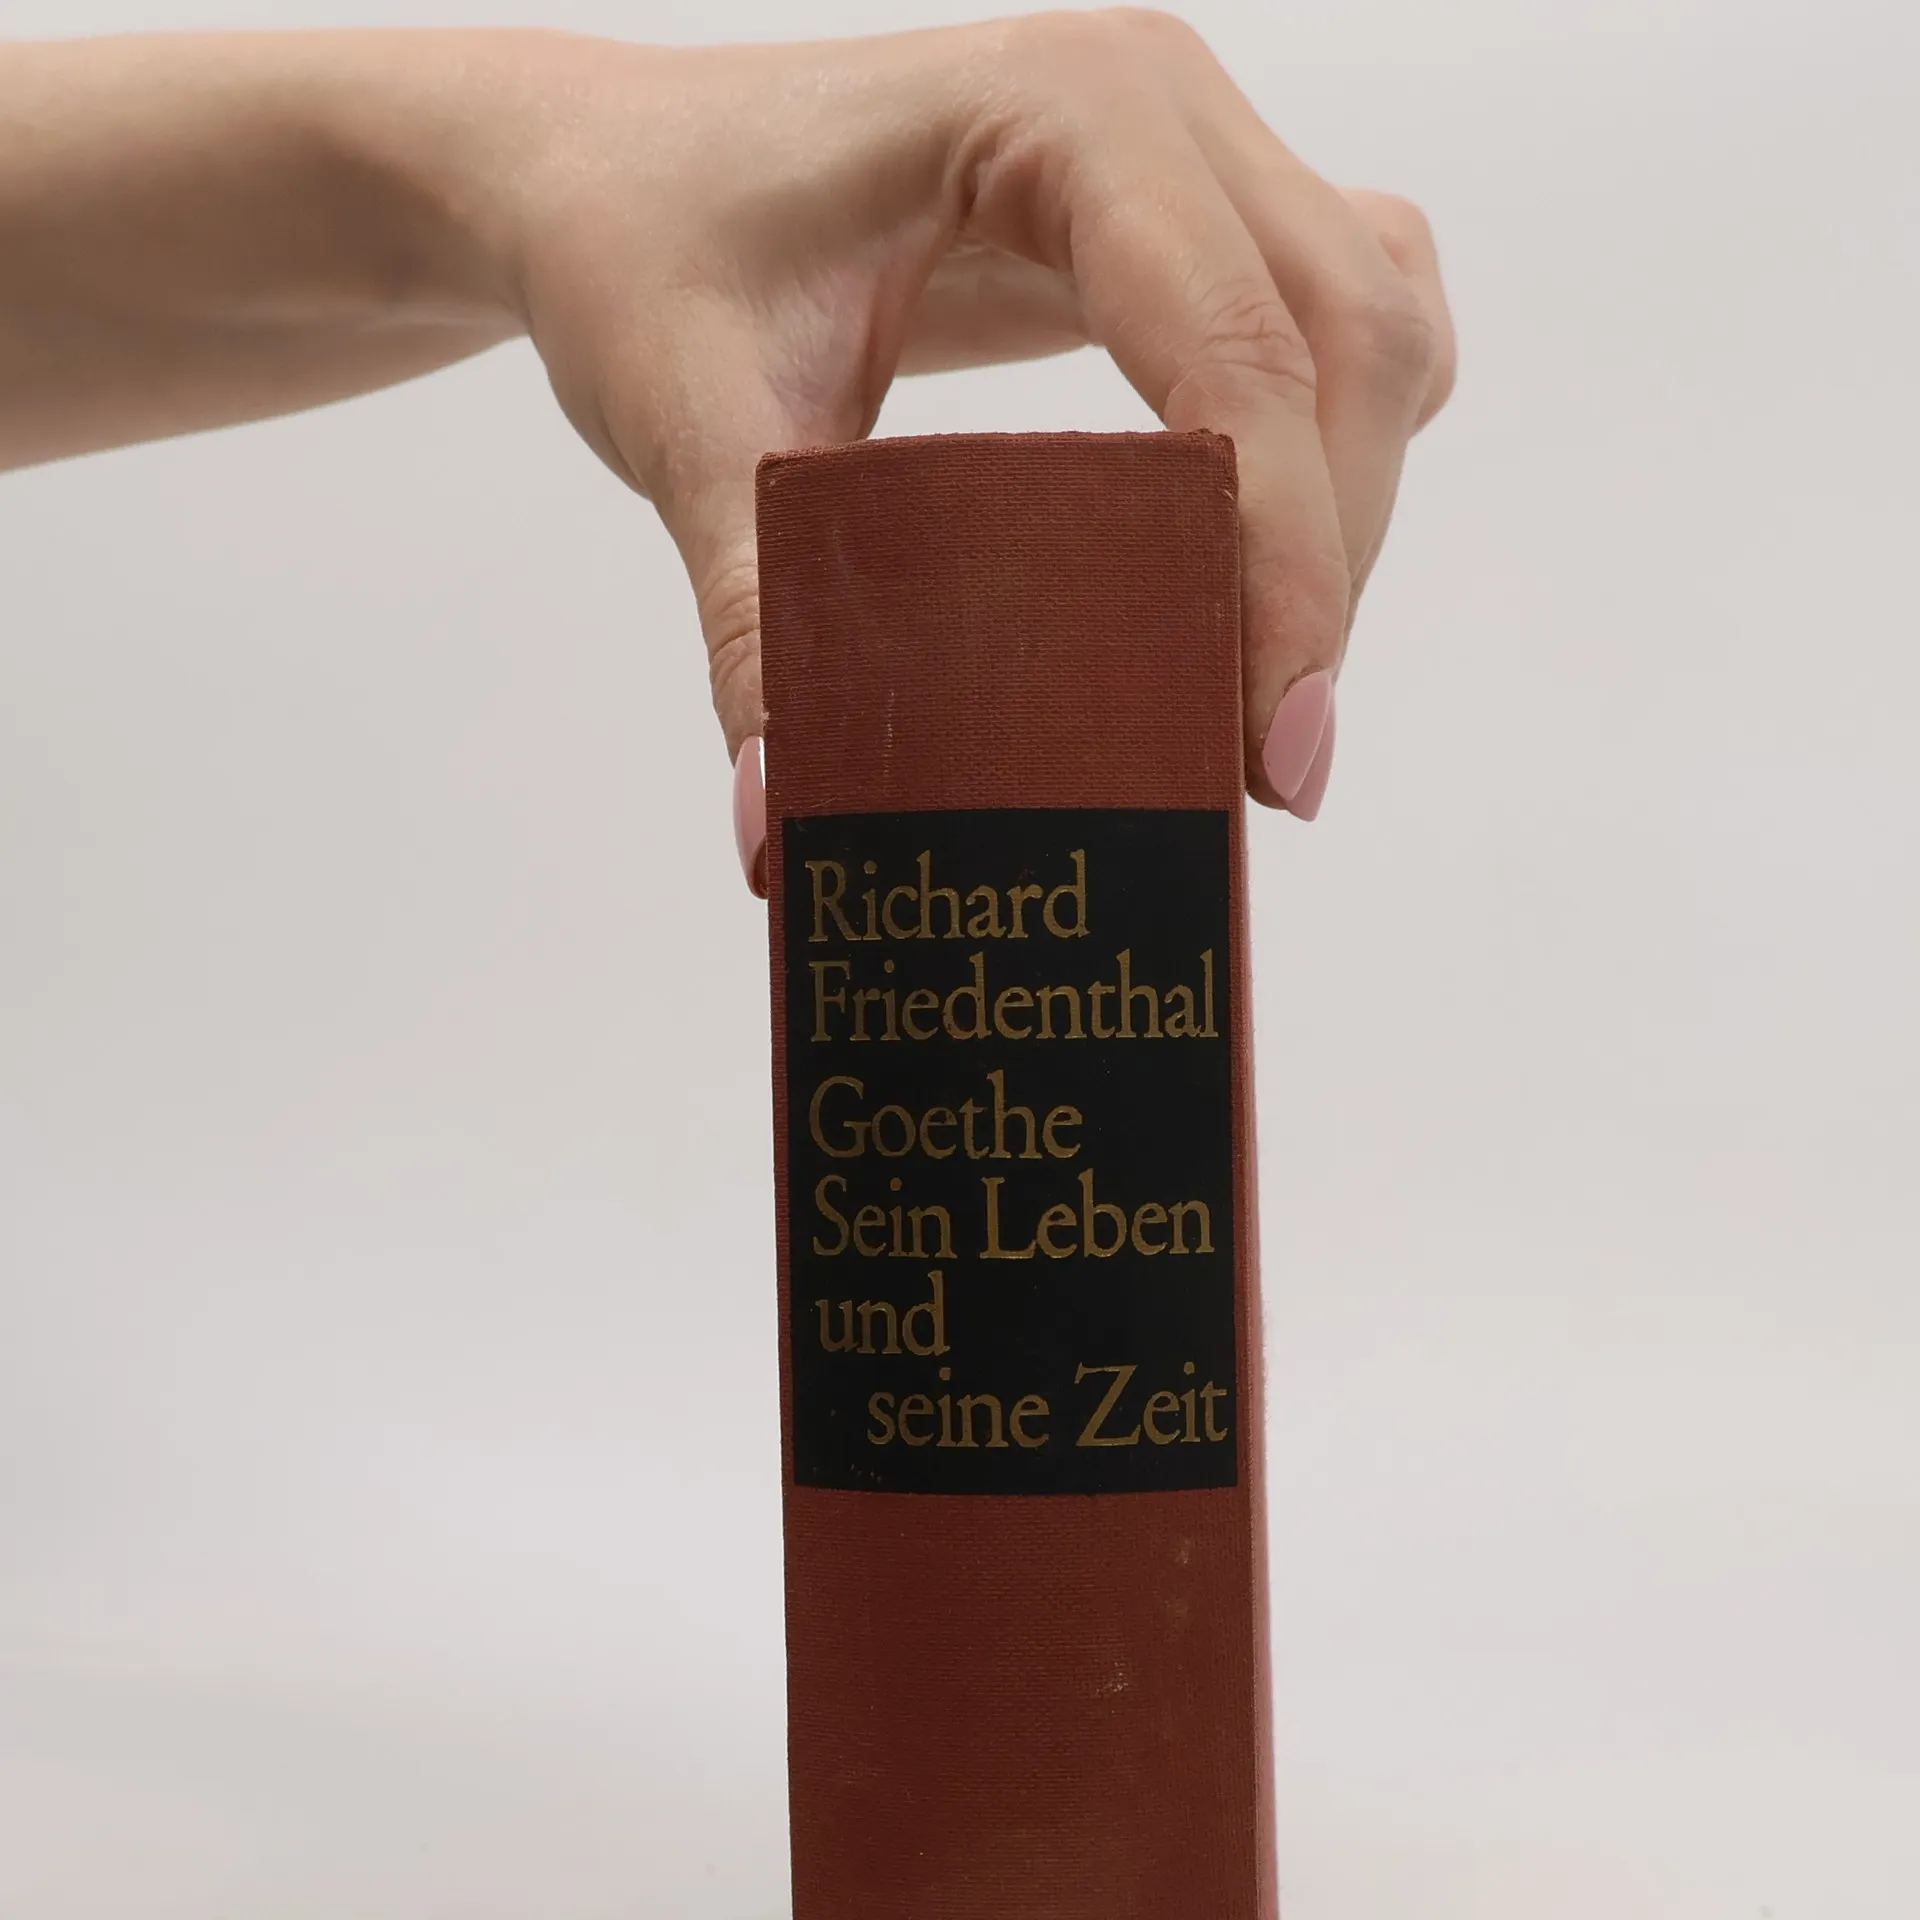 Richard
Friedenthal
Goethe
Sein Leben
und
seine Zeit